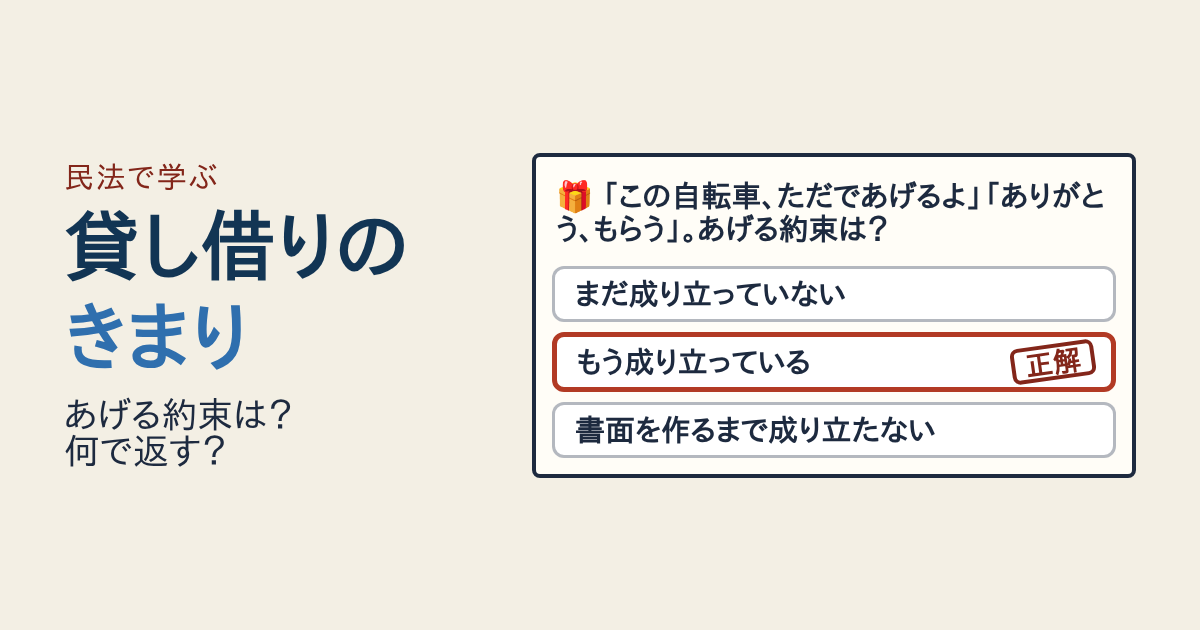 民法で学ぶ
貸し借りの
きまり
あげる約束は？
何で返す？
🎁「この自転車、ただであげるよ」「ありがと
う、もらう」。あげる約束は？
まだ成り立っていない
もう成り立っている
正解
書面を作るまで成り立たない